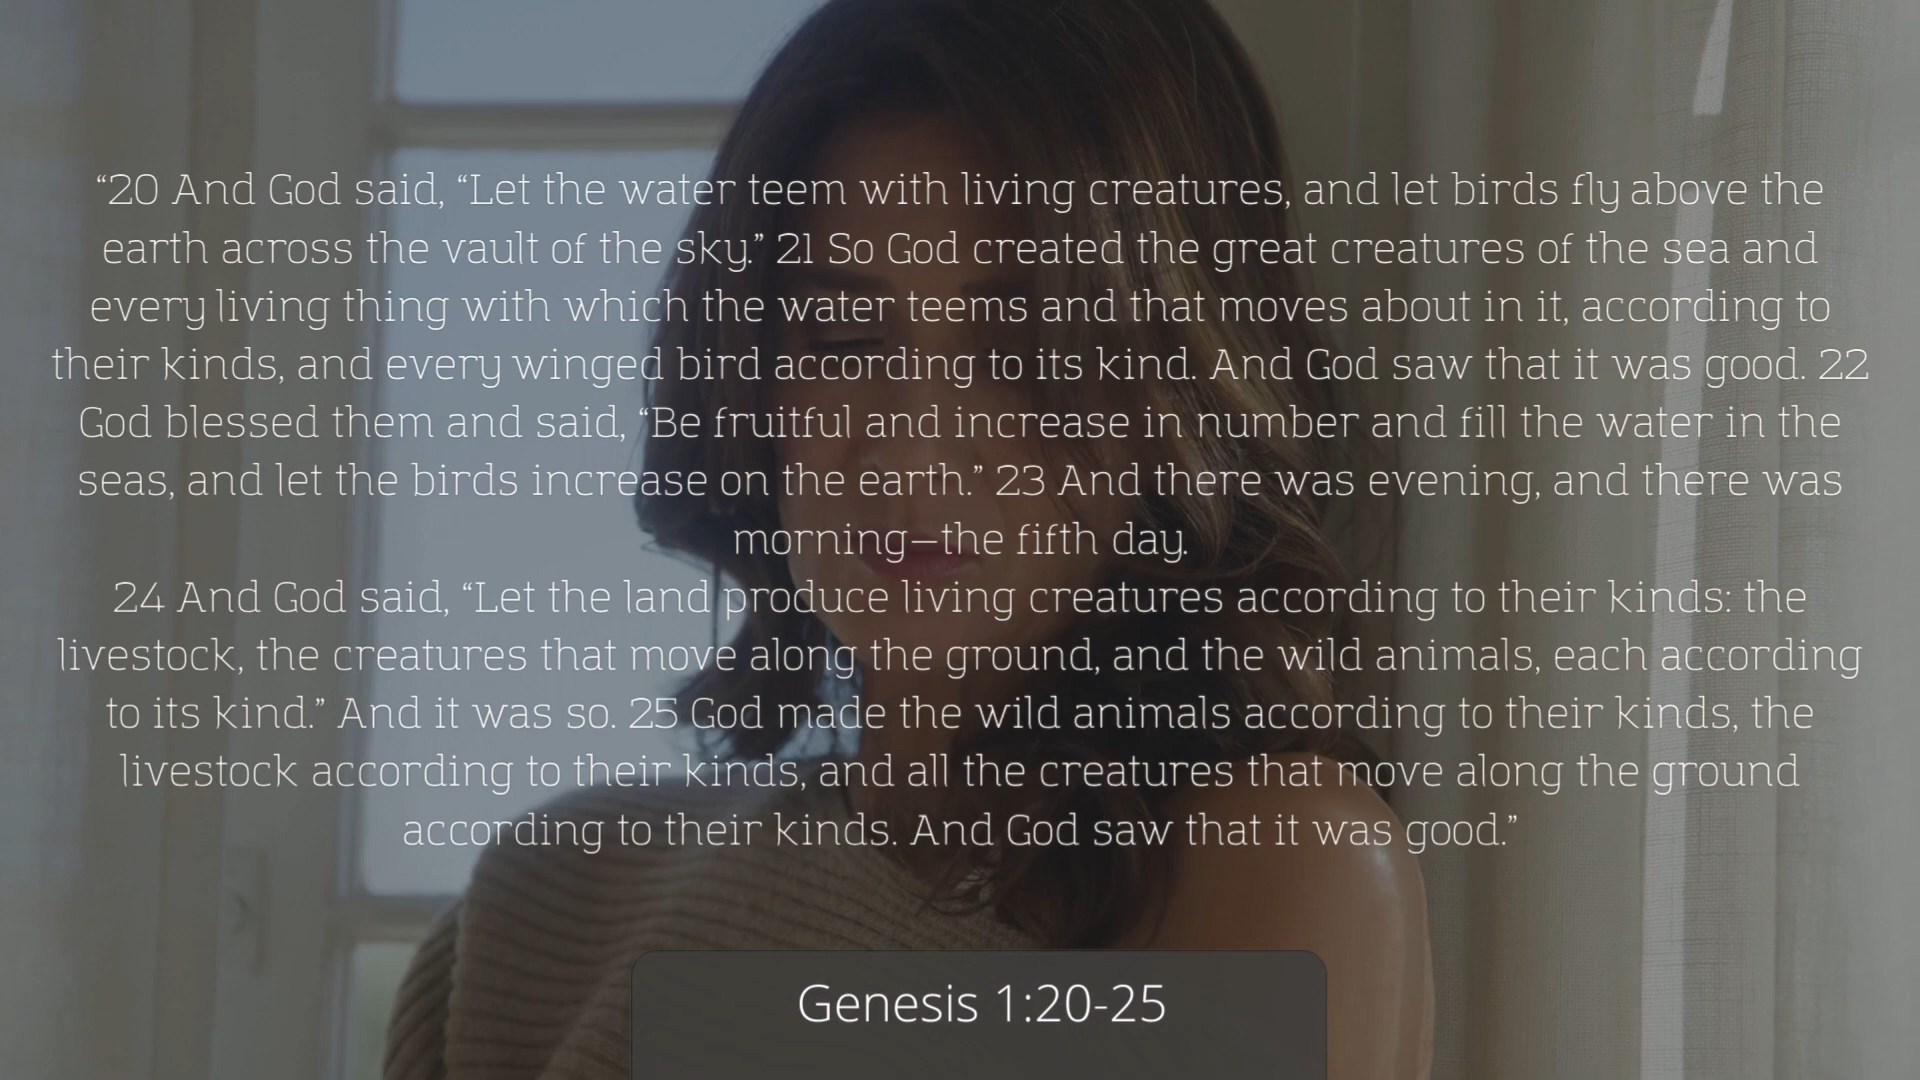 “20 And God said, “Let the water teem with living creatures, and let birds fly above the
earth across the vault of the sky.” 21 So God created the great creatures of the sea and
every living thing with which the water teems and that moves about in it, according to
their kinds, and every winged bird according to its kind. And God saw that it was good. 22
God blessed them and said, “Be fruitful and increase in number and fill the water in the
seas, and let the birds increase on the earth.” 23 And there was evening, and there was
morning—the fifth day.
24 And God said, “Let the land produce living creatures according to their kinds: the
livestock, the creatures that move along the ground, and the wild animals, each according
to its kind.” And it was so. 25 God made the wild animals according to their kinds, the
livestock according to their kinds, and all the creatures that move along the ground
according to their kinds. And God saw that it was good.”
Genesis 1:20-25